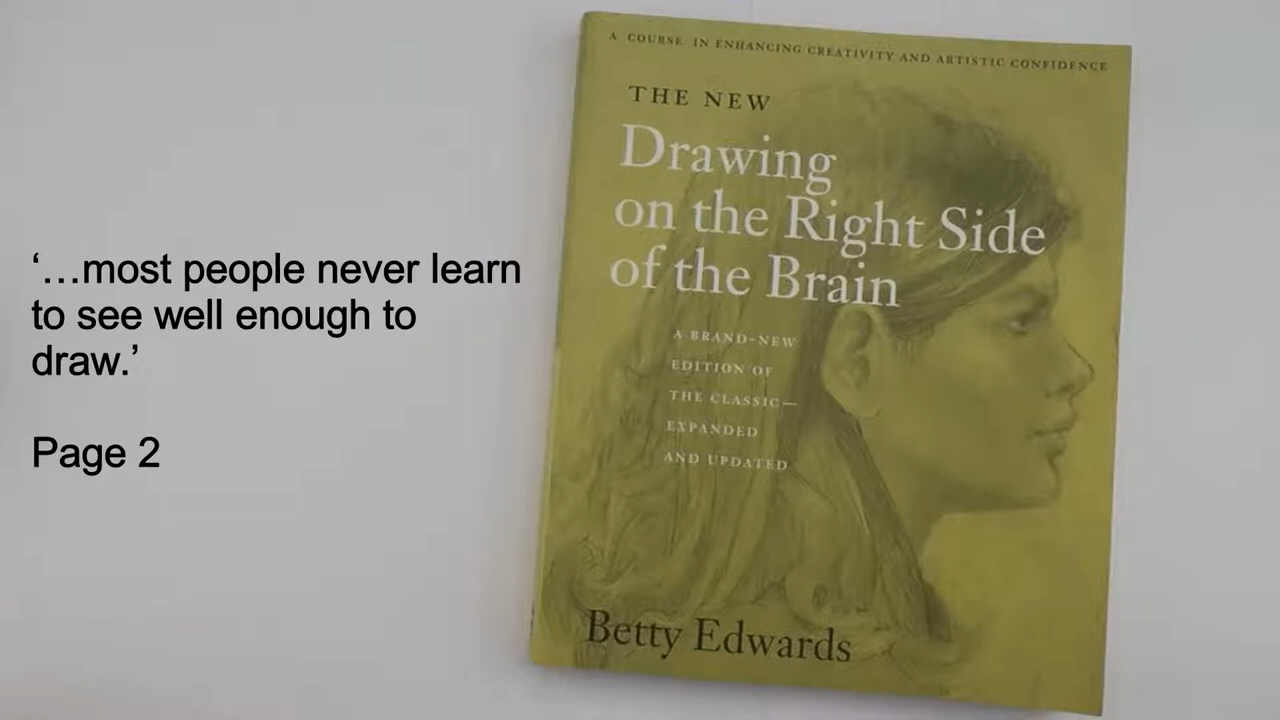 ‘…most people never learn
to see well enough to
draw.’
Page 2
A COURSE IN ENHANCING CREATIVITY AND ARTISTIC CONFIDENCE
THE NEW
Drawing
on the Right Side
of the Brain
A BRAND-NEW
EDITION OF
THE CLASSIC—
EXPANDED
AND UPDATED
Betty Edwards